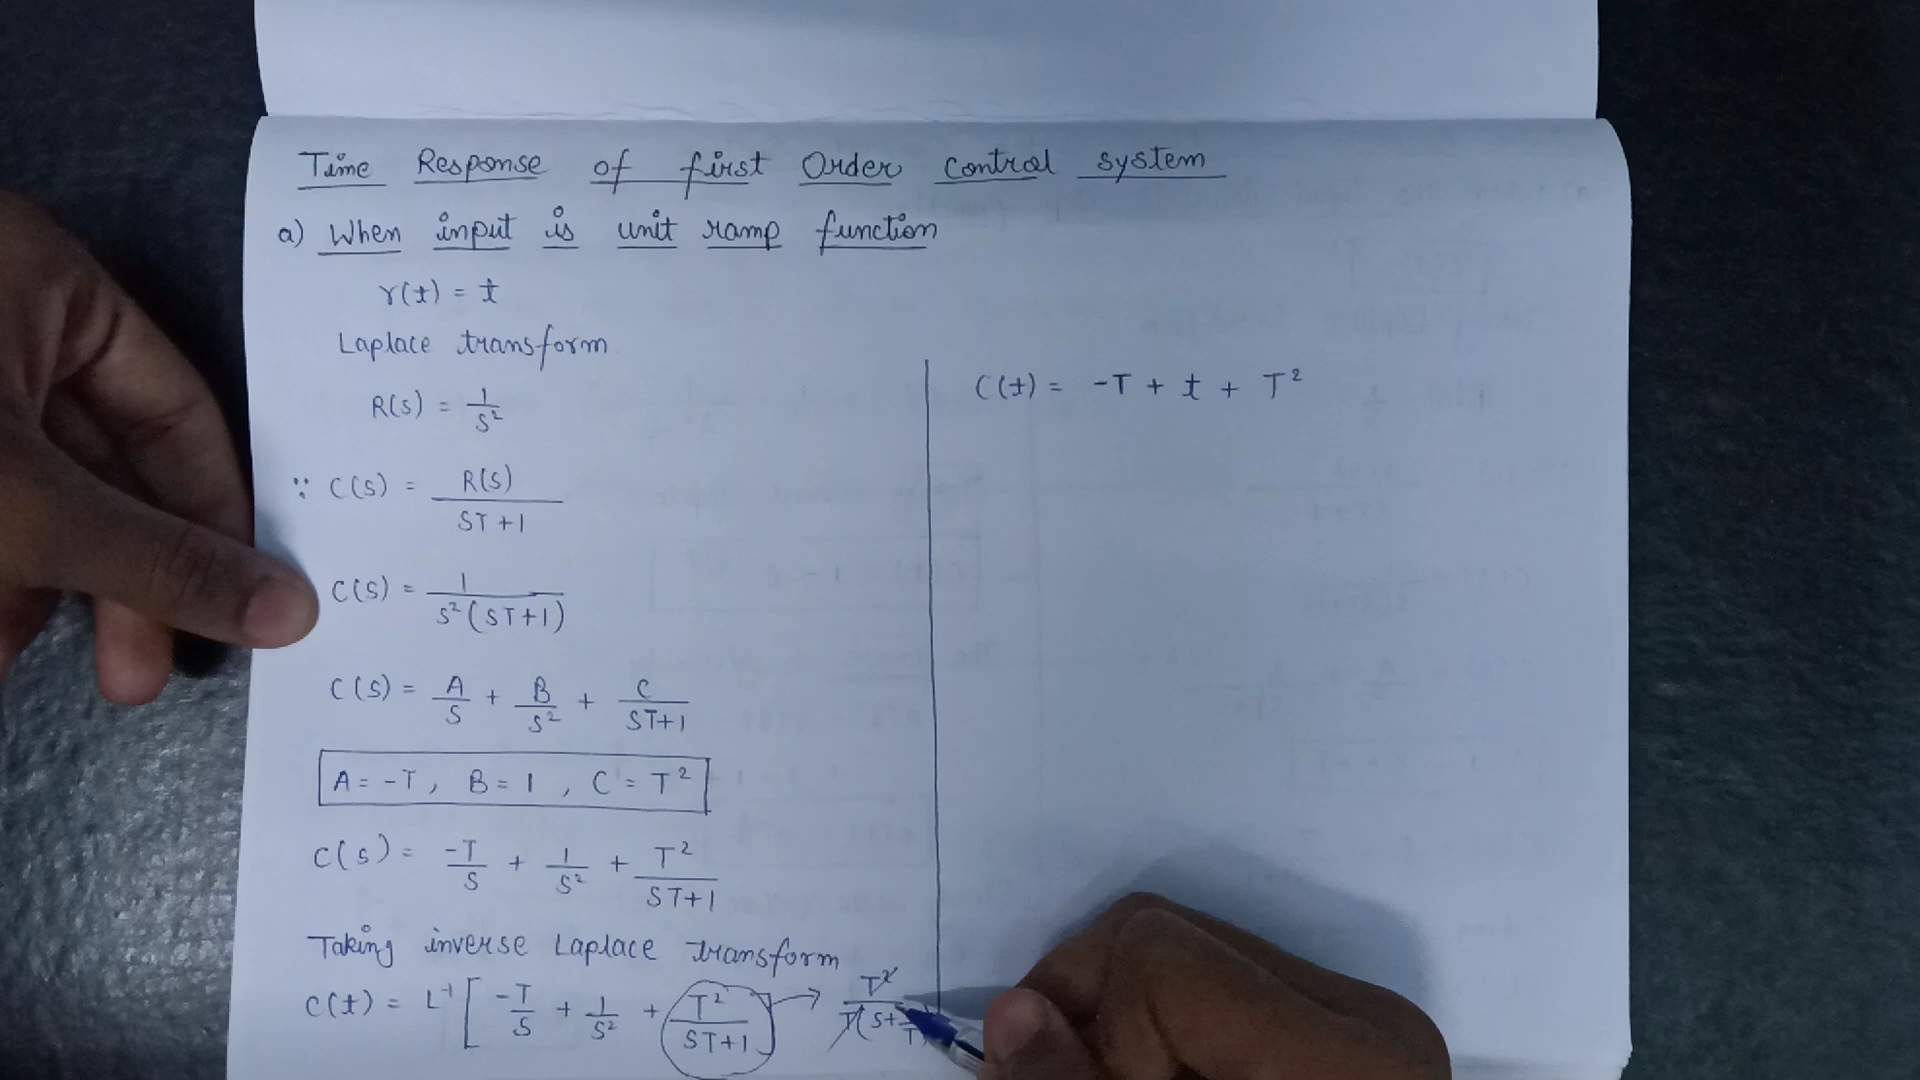 Time Response of first Order control system
a) When input is unit ramp function
r(t) = t
Laplace transform
R(s) = 1/s²
∵ C(s) = R(s)/(sT+1)
C(s) = 1/(s²(sT+1))
C(s) = A/s + B/s² + C/(sT+1)
A = -T, B = 1, C = T²
C(s) = -T/s + 1/s² + T²/(sT+1)
Taking inverse Laplace transform
C(t) = L⁻¹[-T/s + 1/s² + T²/(sT+1)] → T²/(T(s+1/T))
C(t) = -T + t + T²